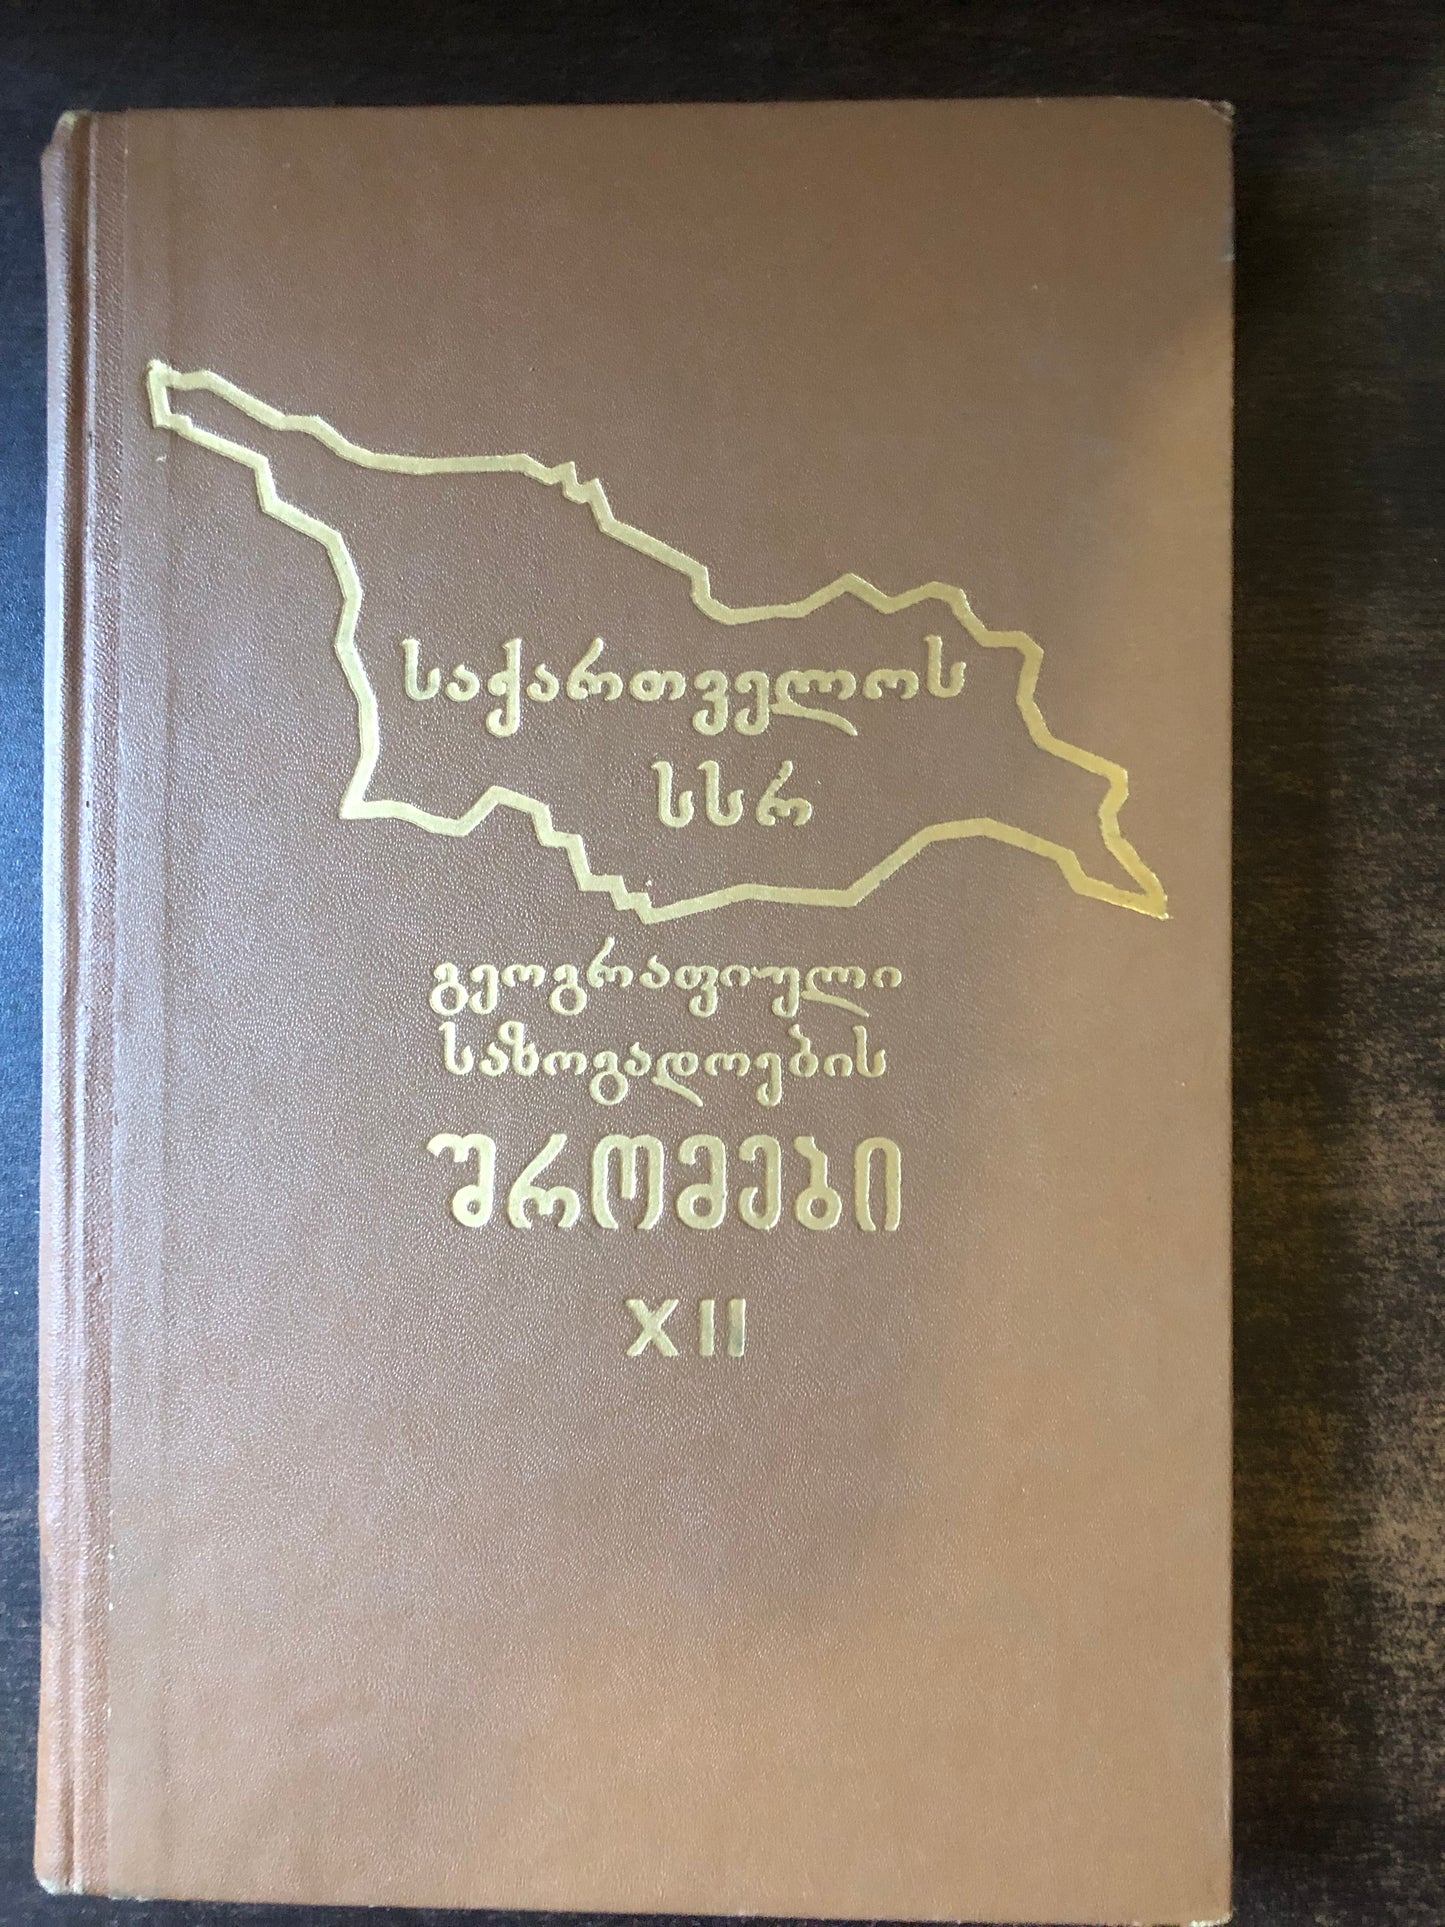 საქართველოს
სსრ
გეოგრაფიული
საზოგადოების
შრომები
XII